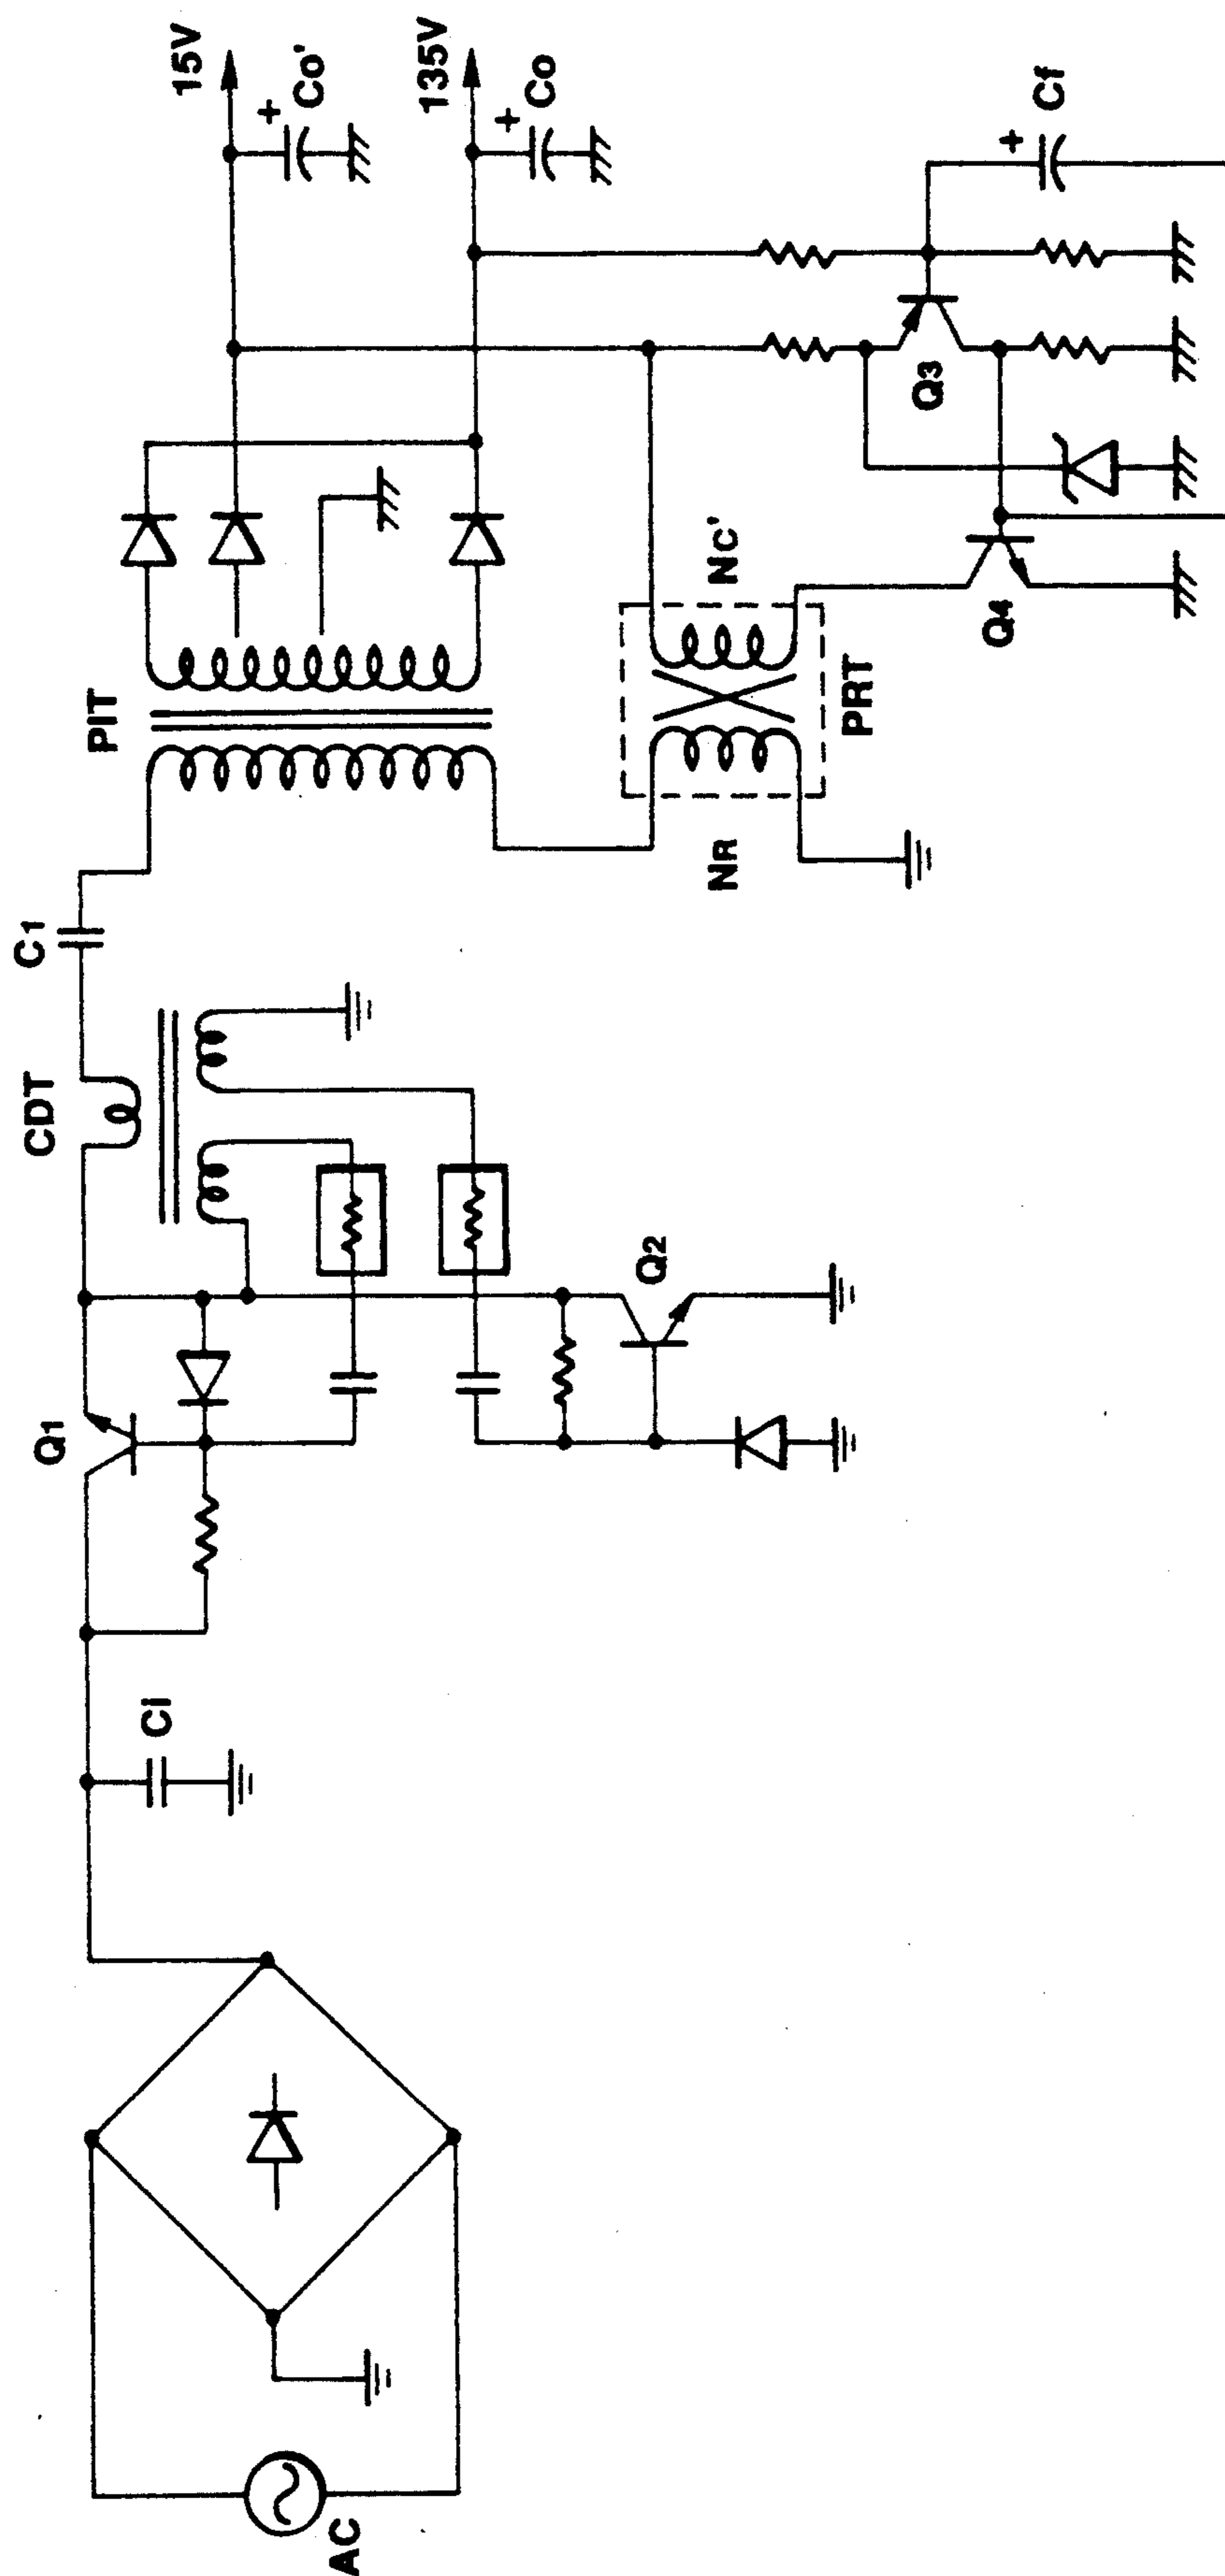 AC
Ci
Q1
Q2
CDT
C1
PIT
NR
NC'
PRT
15V
+
Co'
135V
+
Co
Q3
Q4
+
Cf